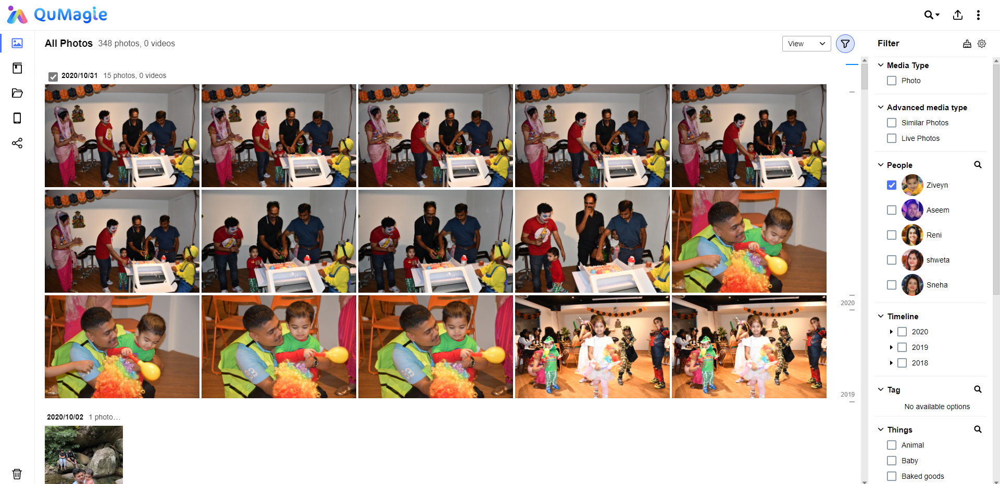 QuMagie
All Photos 348 photos, 0 videos
View
2020/10/31 15 photos, 0 videos
2020
2019
2020/10/02 1 photo...
Filter
Media Type
Photo
Advanced media type
Similar Photos
Live Photos
People
Ziveyn
Aseem
Reni
shweta
Sneha
Timeline
2020
2019
2018
Tag
No available options
Things
Animal
Baby
Baked goods